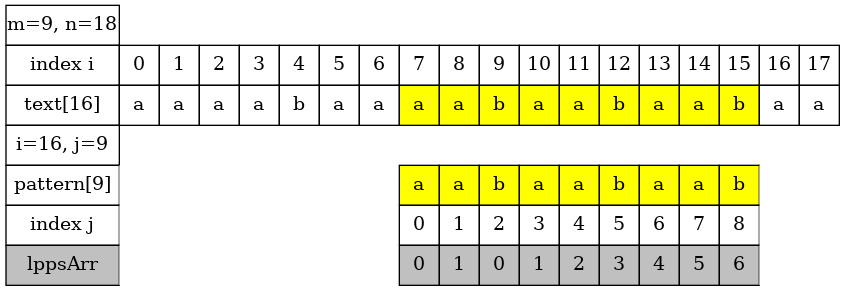 m=9, n=18
index i 0 1 2 3 4 5 6 7 8 9 10 11 12 13 14 15 16 17
text[16] a a a a b a a a a b a a b a a b a a
i=16, j=9
pattern[9] a a b a a b a a b
index j 0 1 2 3 4 5 6 7 8
lppsArr 0 1 0 1 2 3 4 5 6